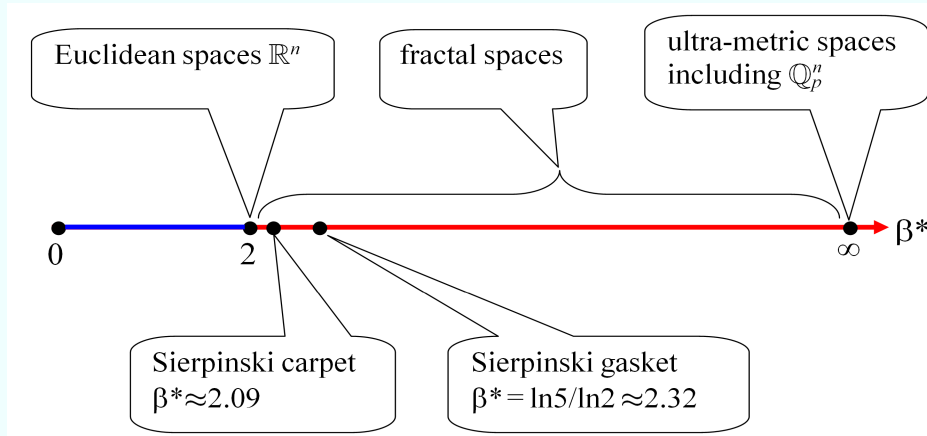 Euclidean spaces ℝⁿ
fractal spaces
ultra-metric spaces
including ℚₚⁿ
0
2
∞
β*
Sierpinski carpet
β*≈2.09
Sierpinski gasket
β* = ln5/ln2 ≈2.32